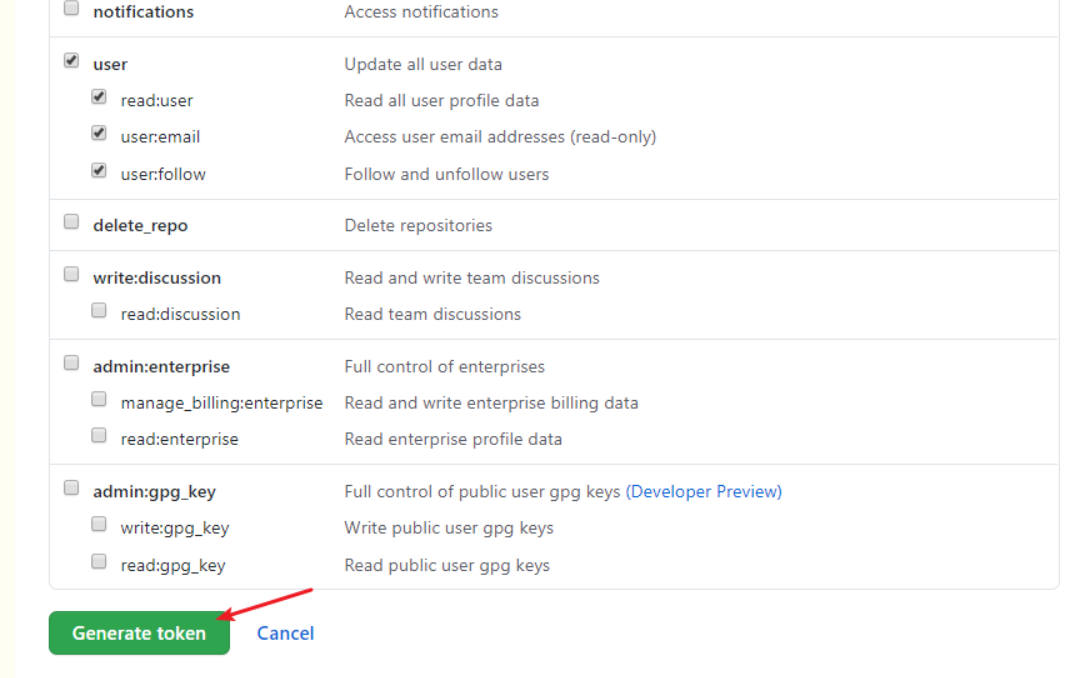 notifications Access notifications
user Update all user data
read:user Read all user profile data
user:email Access user email addresses (read-only)
user:follow Follow and unfollow users
delete_repo Delete repositories
write:discussion Read and write team discussions
read:discussion Read team discussions
admin:enterprise Full control of enterprises
manage_billing:enterprise Read and write enterprise billing data
read:enterprise Read enterprise profile data
admin:gpg_key Full control of public user gpg keys (Developer Preview)
write:gpg_key Write public user gpg keys
read:gpg_key Read public user gpg keys
Generate token Cancel